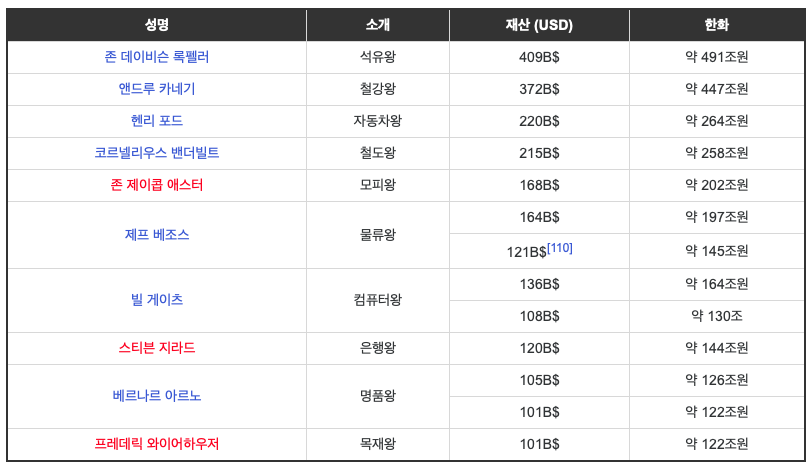 성명 소개 재산 (USD) 한화
존 데이비슨 록펠러 석유왕 409B$ 약 491조원
앤드루 카네기 철강왕 372B$ 약 447조원
헨리 포드 자동차왕 220B$ 약 264조원
코르넬리우스 밴더빌트 철도왕 215B$ 약 258조원
존 제이콥 애스터 모피왕 168B$ 약 202조원
제프 베조스 물류왕 164B$ 약 197조원
121B$[110] 약 145조원
빌 게이츠 컴퓨터왕 136B$ 약 164조원
108B$ 약 130조
스티븐 지라드 은행왕 120B$ 약 144조원
베르나르 아르노 명품왕 105B$ 약 126조원
101B$ 약 122조원
프레데릭 와이어하우저 목재왕 101B$ 약 122조원